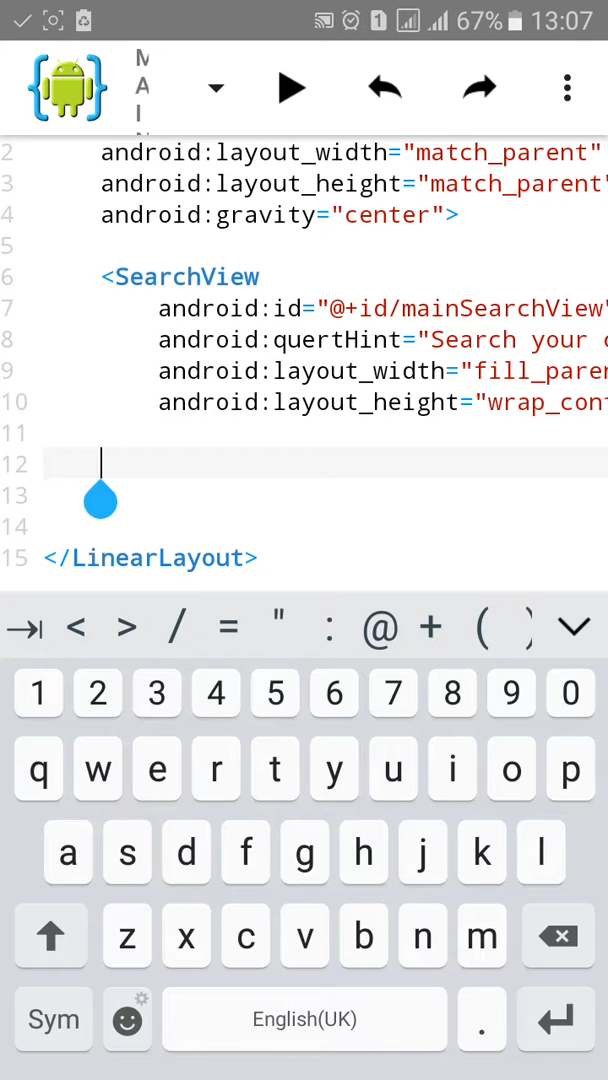 1 67% 13:07
MAIN
2 android:layout_width="match_parent"
3 android:layout_height="match_parent"
4 android:gravity="center">
5
6 <SearchView
7 android:id="@+id/mainSearchView"
8 android:quertHint="Search your
9 android:layout_width="fill_paren
10 android:layout_height="wrap_con
11
12
13
14
15 </LinearLayout>
< > / = " : @ + ( )
1 2 3 4 5 6 7 8 9 0
q w e r t y u i o p
a s d f g h j k l
z x c v b n m
Sym English(UK) .